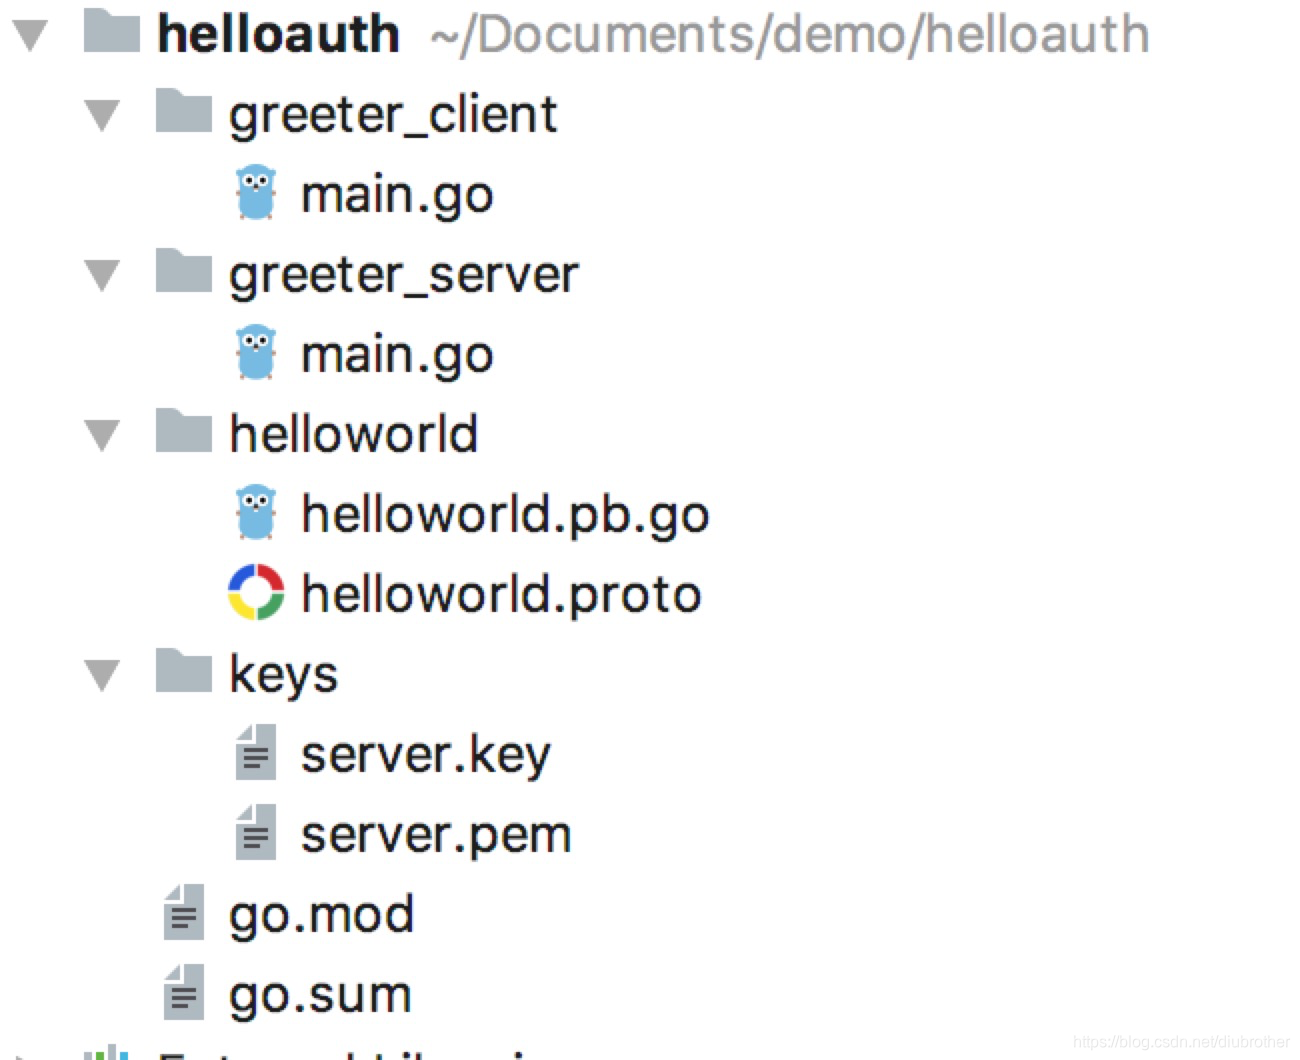 helloauth ~/Documents/demo/helloauth
greeter_client
main.go
greeter_server
main.go
helloworld
helloworld.pb.go
helloworld.proto
keys
server.key
server.pem
go.mod
go.sum
https://blog.csdn.net/dlubrother